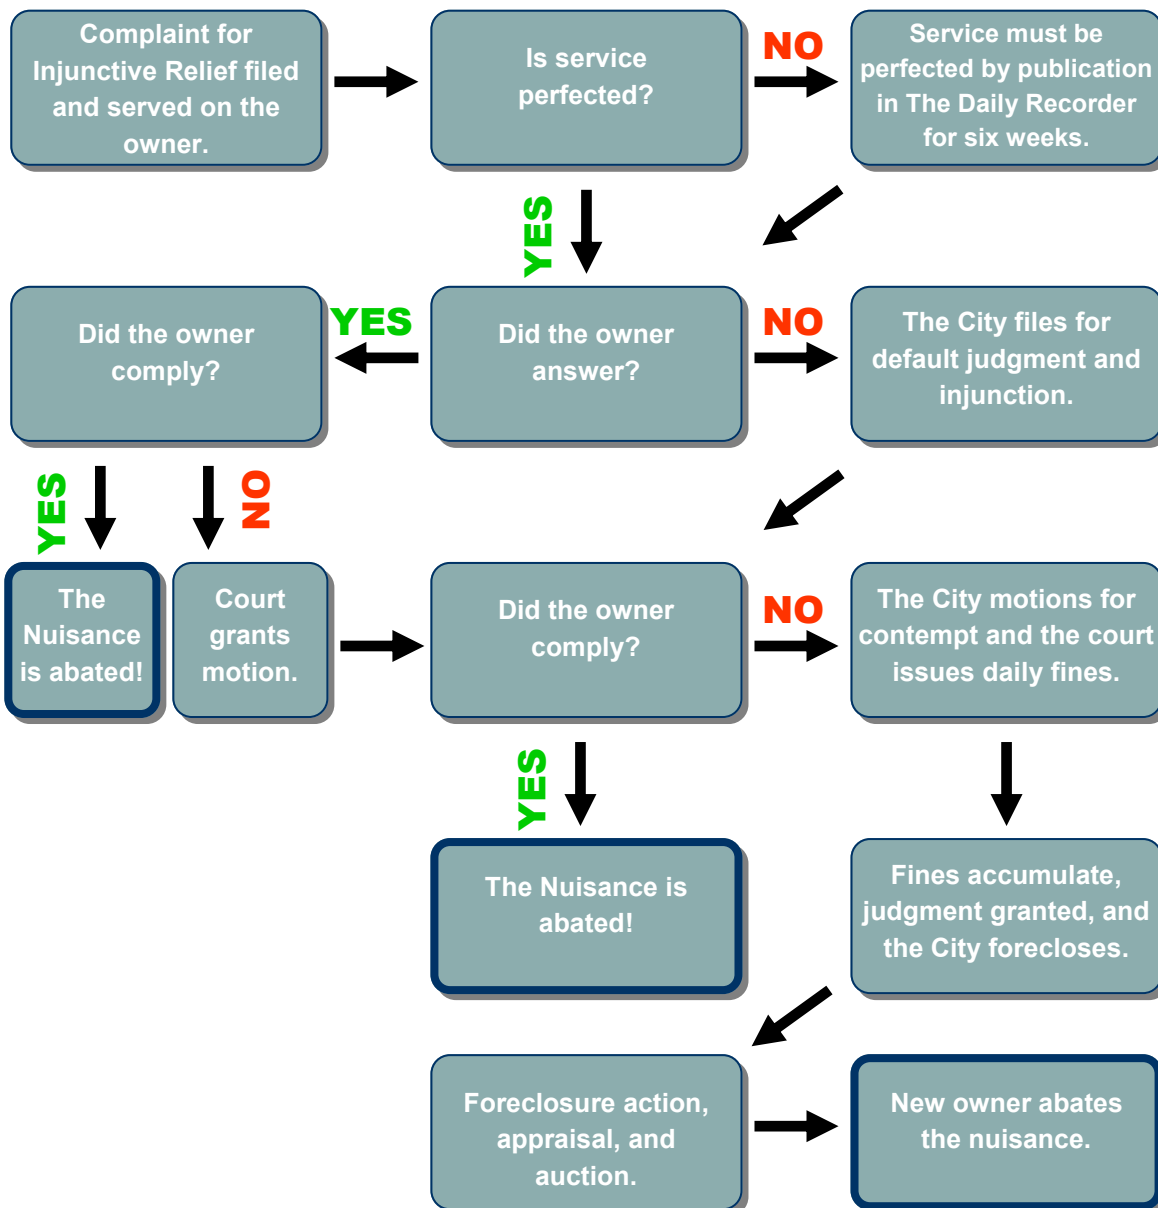 Complaint for
Injunctive Relief filed
and served on the
owner.
Is service
perfected?
NO
Service must be
perfected by publication
in The Daily Recorder
for six weeks.
YES
Did the owner
comply?
YES
Did the owner
answer?
NO
The City files for
default judgment and
injunction.
YES
NO
The
Nuisance
is abated!
Court
grants
motion.
Did the owner
comply?
NO
The City motions for
contempt and the court
issues daily fines.
YES
The Nuisance is
abated!
Fines accumulate,
judgment granted, and
the City forecloses.
Foreclosure action,
appraisal, and
auction.
New owner abates
the nuisance.